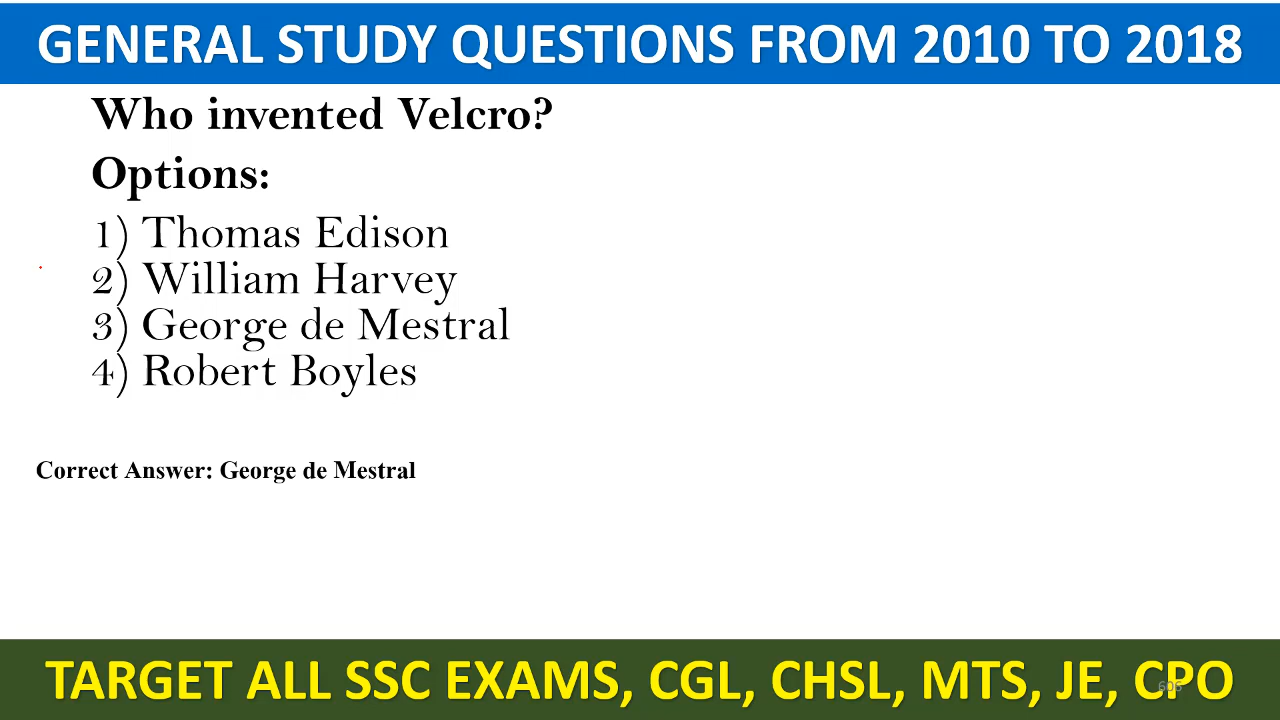 GENERAL STUDY QUESTIONS FROM 2010 TO 2018
Who invented Velcro?
Options:
1) Thomas Edison
2) William Harvey
3) George de Mestral
4) Robert Boyles
Correct Answer: George de Mestral
TARGET ALL SSC EXAMS, CGL, CHSL, MTS, JE, CPO